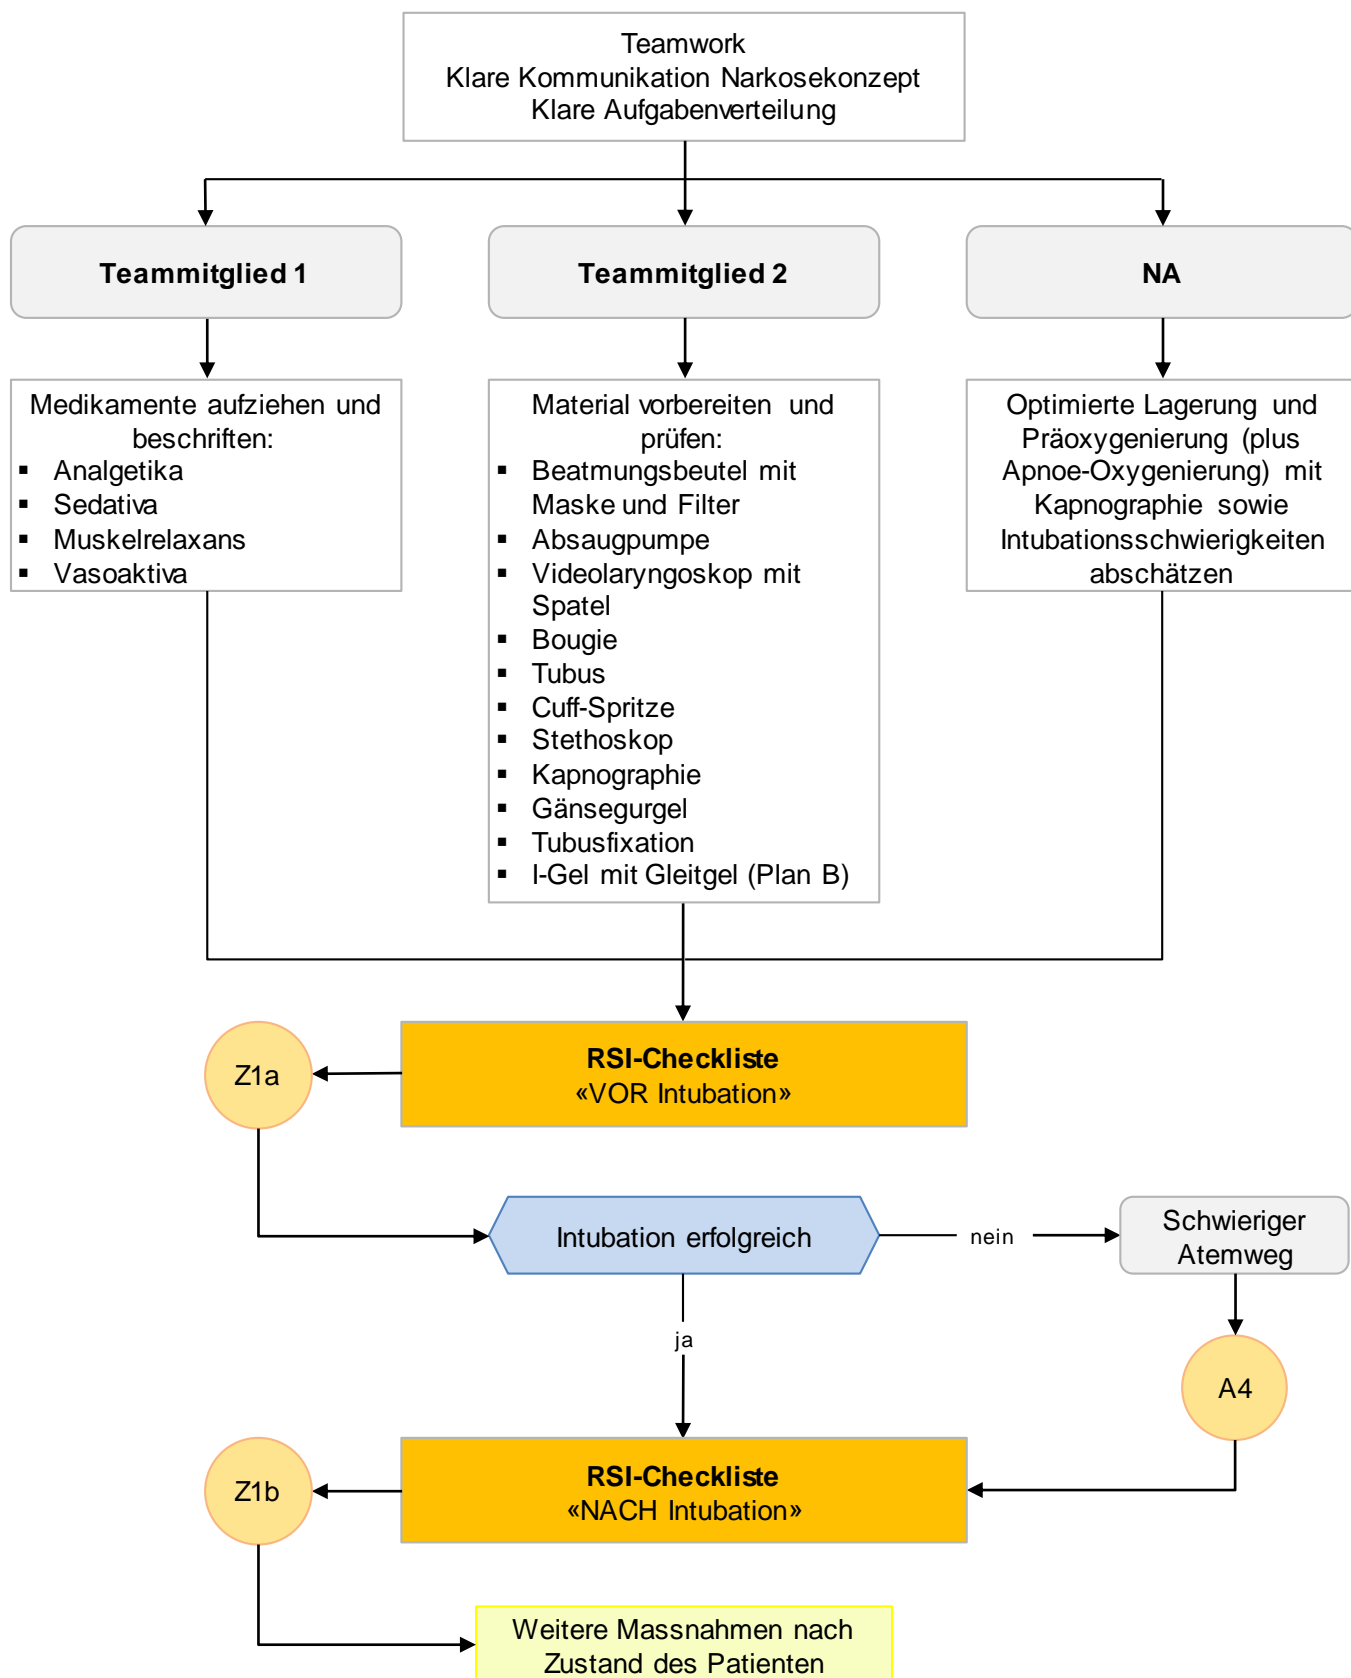 Teamwork
Klare Kommunikation Narkosekonzept
Klare Aufgabenverteilung
Teammitglied 1
Teammitglied 2
NA
Medikamente aufziehen und
beschriften:
▪ Analgetika
▪ Sedativa
▪ Muskelrelaxans
▪ Vasoaktiva
Material vorbereiten und
prüfen:
▪ Beatmungsbeutel mit
Maske und Filter
▪ Absaugpumpe
▪ Videolaryngoskop mit
Spatel
▪ Bougie
▪ Tubus
▪ Cuff-Spritze
▪ Stethoskop
▪ Kapnographie
▪ Gänsegurgel
▪ Tubusfixation
▪ I-Gel mit Gleitgel (Plan B)
Optimierte Lagerung und
Präoxygenierung (plus
Apnoe-Oxygenierung) mit
Kapnographie sowie
Intubationsschwierigkeiten
abschätzen
RSI-Checkliste
«VOR Intubation»
Z1a
Intubation erfolgreich
nein
Schwieriger
Atemweg
ja
A4
RSI-Checkliste
«NACH Intubation»
Z1b
Weitere Massnahmen nach
Zustand des Patienten